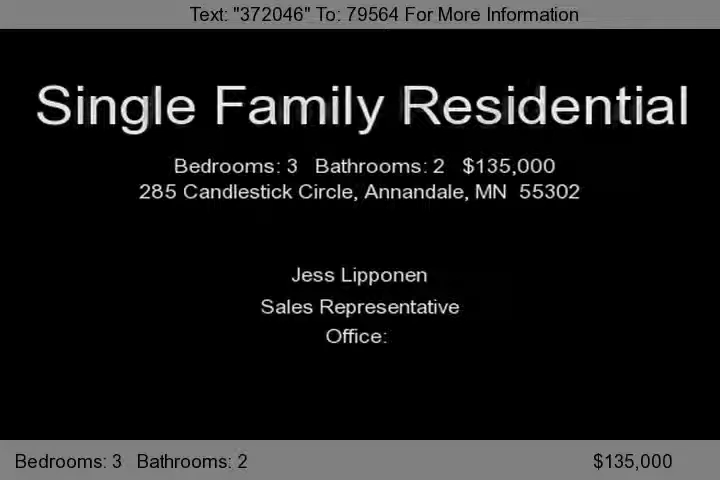 Text: "372046" To: 79564 For More Information
Single Family Residential
Bedrooms: 3 Bathrooms: 2 $135,000
285 Candlestick Circle, Annandale, MN 55302
Jess Lipponen
Sales Representative
Office:
Bedrooms: 3 Bathrooms: 2 $135,000